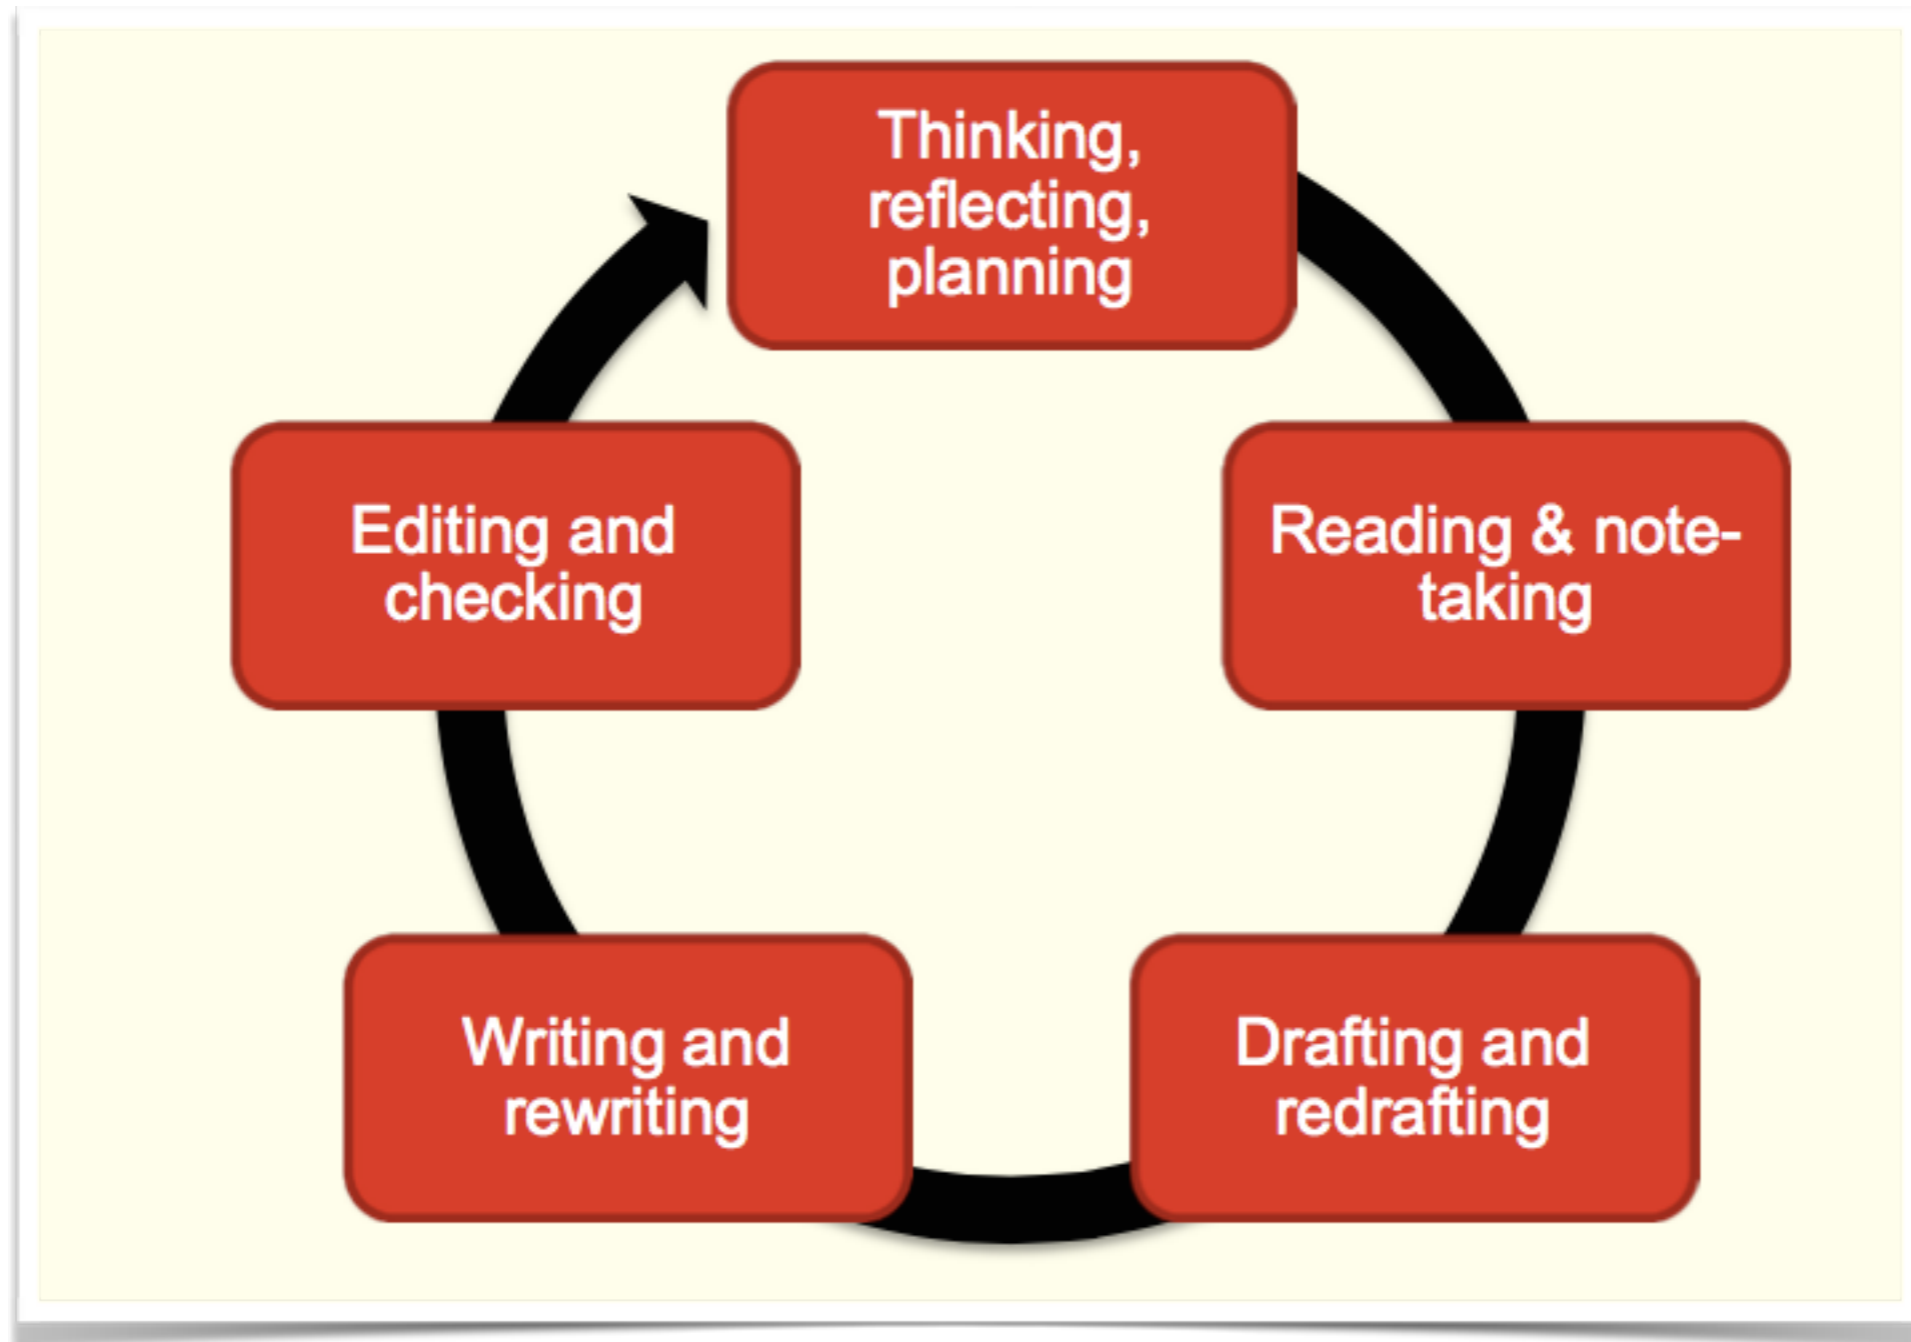 Thinking,
reflecting,
planning
Reading & note-
taking
Drafting and
redrafting
Writing and
rewriting
Editing and
checking